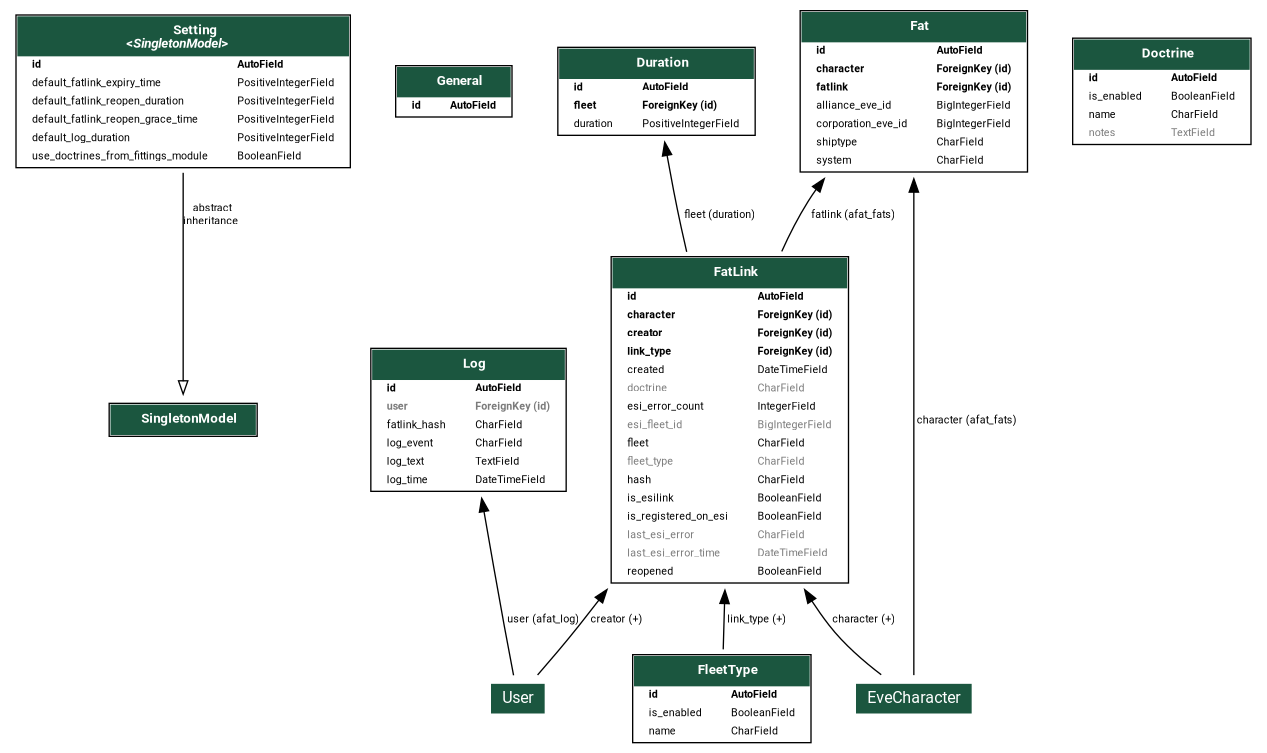 Setting
<SingletonModel>
id AutoField
default_fatlink_expiry_time PositiveIntegerField
default_fatlink_reopen_duration PositiveIntegerField
default_fatlink_reopen_grace_time PositiveIntegerField
default_log_duration PositiveIntegerField
use_doctrines_from_fittings_module BooleanField
General
id AutoField
Duration
id AutoField
fleet ForeignKey (id)
duration PositiveIntegerField
Fat
id AutoField
character ForeignKey (id)
fatlink ForeignKey (id)
alliance_eve_id BigIntegerField
corporation_eve_id BigIntegerField
shiptype CharField
system CharField
Doctrine
id AutoField
is_enabled BooleanField
name CharField
notes TextField
abstract
inheritance
fleet (duration)
fatlink (afat_fats)
FatLink
id AutoField
character ForeignKey (id)
creator ForeignKey (id)
link_type ForeignKey (id)
created DateTimeField
doctrine CharField
esi_error_count IntegerField
esi_fleet_id BigIntegerField
fleet CharField
fleet_type CharField
hash CharField
is_esilink BooleanField
is_registered_on_esi BooleanField
last_esi_error CharField
last_esi_error_time DateTimeField
reopened BooleanField
Log
id AutoField
user ForeignKey (id)
fatlink_hash CharField
log_event CharField
log_text TextField
log_time DateTimeField
SingletonModel
character (afat_fats)
user (afat_log)
creator (+)
link_type (+)
character (+)
User
FleetType
id AutoField
is_enabled BooleanField
name CharField
EveCharacter